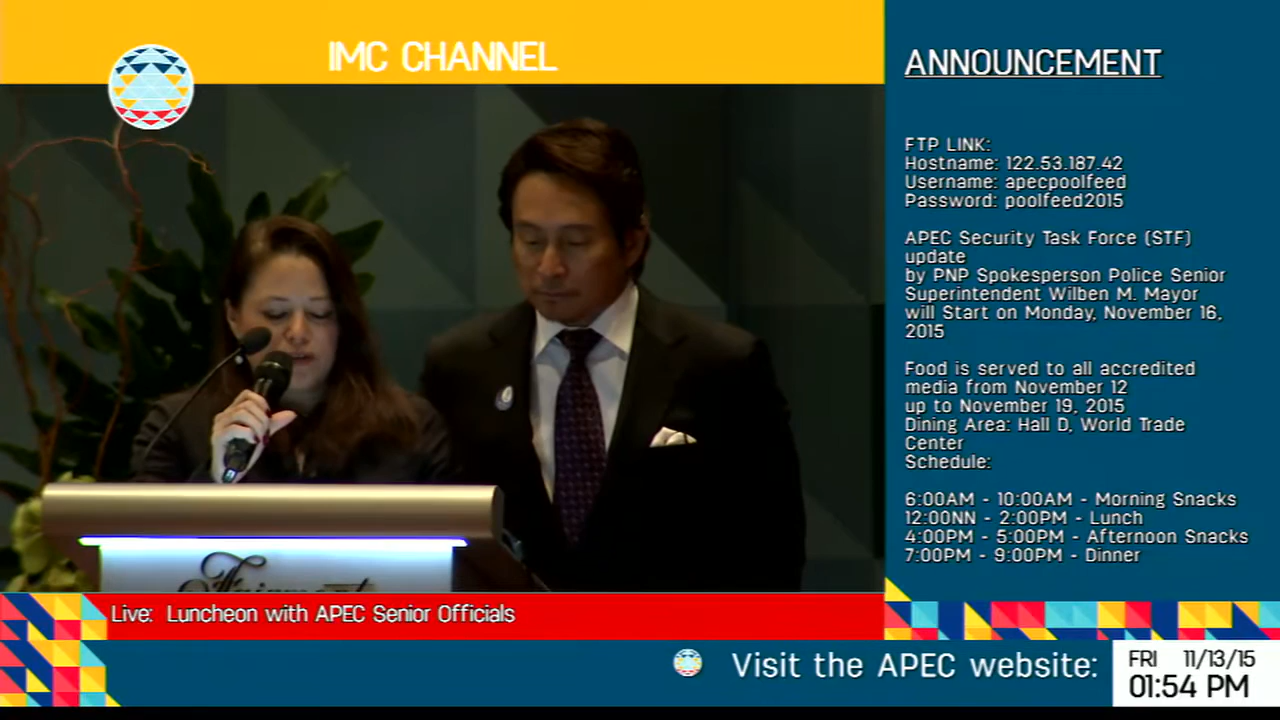 IMC CHANNEL
ANNOUNCEMENT
FTP LINK:
Hostname: 122.53.187.42
Username: apecpoolfeed
Password: poolfeed2015
APEC Security Task Force (STF)
update
by PNP Spokesperson Police Senior
Superintendent Wilben M. Mayor
will Start on Monday, November 16,
2015
Food is served to all accredited
media from November 12
up to November 19, 2015
Dining Area: Hall D, World Trade
Center
Schedule:
6:00AM - 10:00AM - Morning Snacks
12:00NN - 2:00PM - Lunch
4:00PM - 5:00PM - Afternoon Snacks
7:00PM - 9:00PM - Dinner
Fairmont
Live: Luncheon with APEC Senior Officials
Visit the APEC website:
FRI 11/13/15
01:54 PM